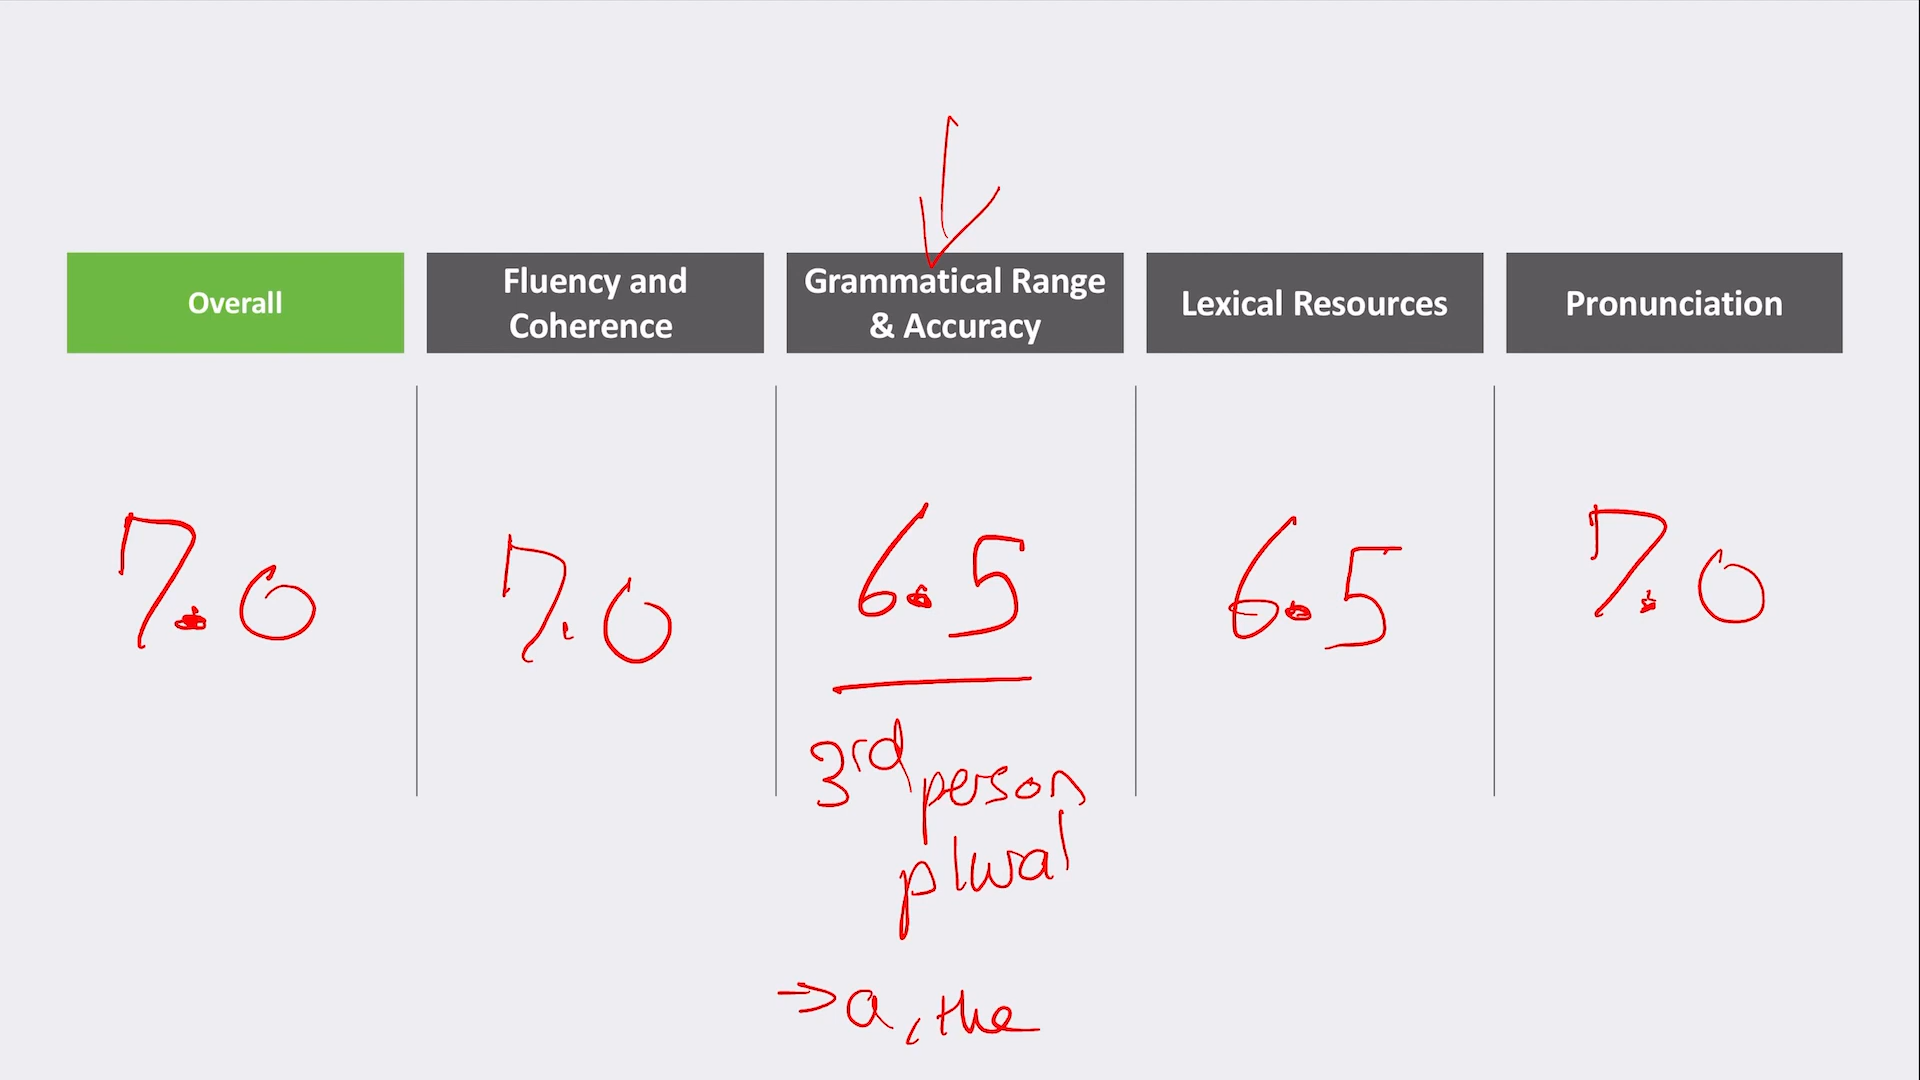 Overall
Fluency and
Coherence
Grammatical Range
& Accuracy
Lexical Resources
Pronunciation
7.0
7.0
6.5
6.5
7.0
3rd person
plural
→ a, the